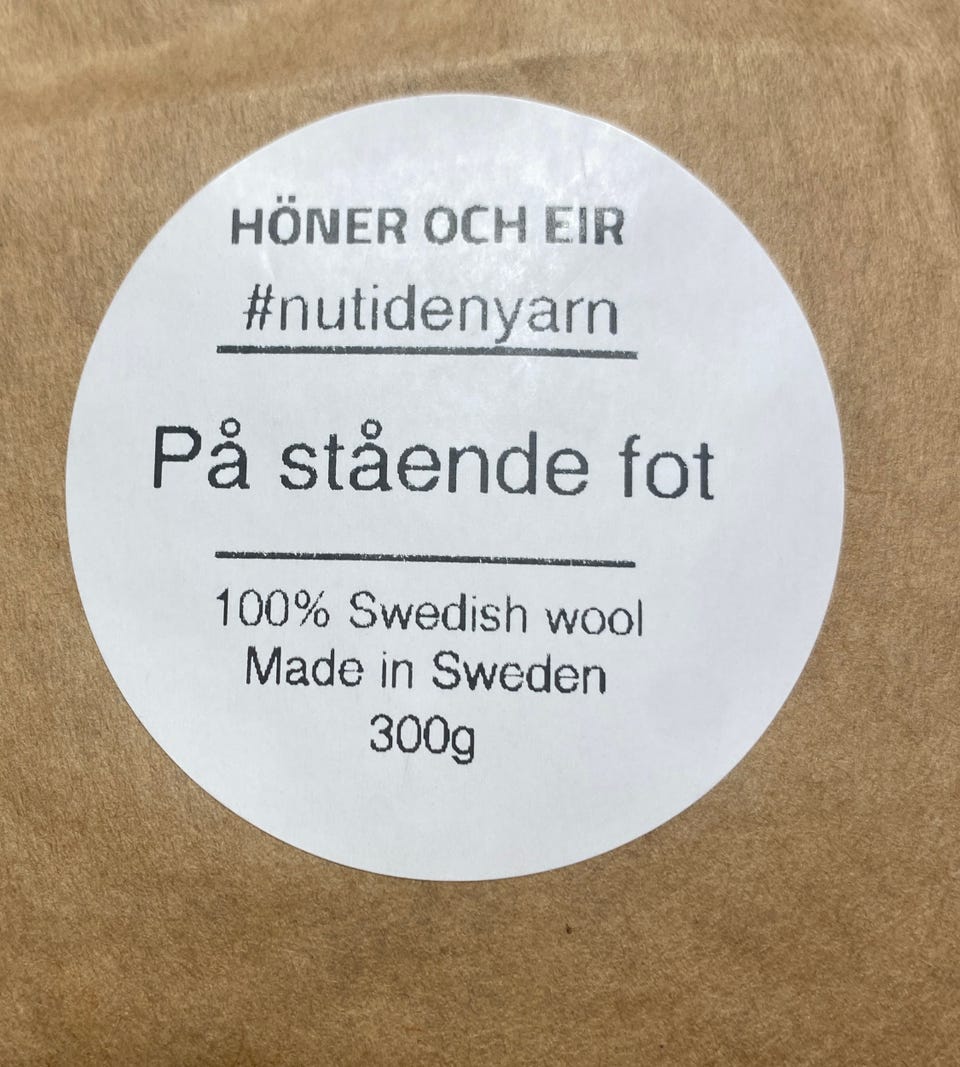 HÖNER OCH EIR
#nutidenyarn
På stående fot
100% Swedish wool
Made in Sweden
300g